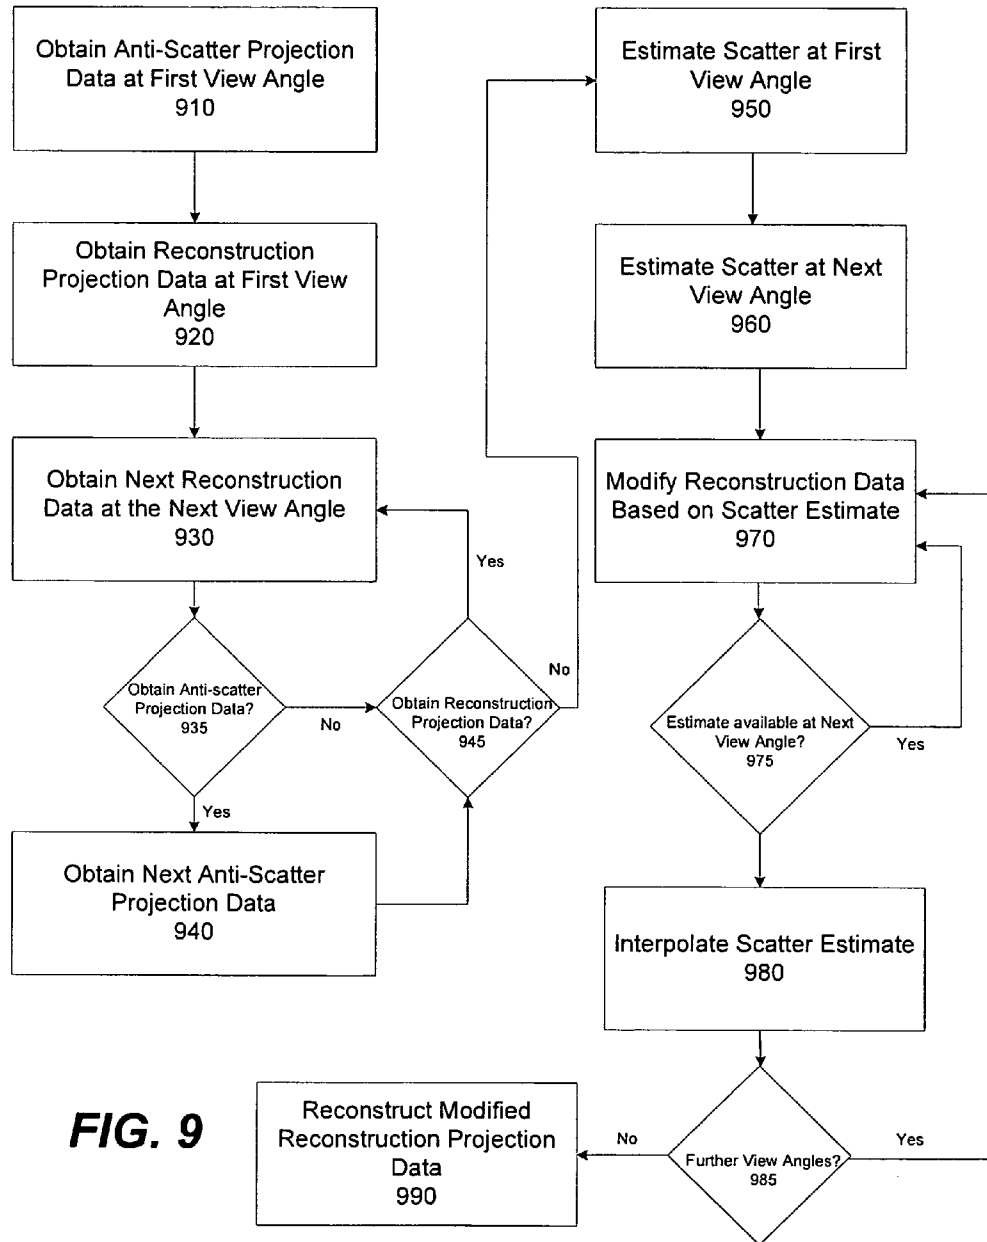 Obtain Anti-Scatter Projection
Data at First View Angle
910
Obtain Reconstruction
Projection Data at First View
Angle
920
Obtain Next Reconstruction
Data at the Next View Angle
930
Yes
Obtain Anti-scatter
Projection Data?
935
No
Obtain Reconstruction
Projection Data?
945
No
Yes
Obtain Next Anti-Scatter
Projection Data
940
Estimate Scatter at First
View Angle
950
Estimate Scatter at Next
View Angle
960
Modify Reconstruction Data
Based on Scatter Estimate
970
Estimate available at Next
View Angle?
975
Yes
Interpolate Scatter Estimate
980
Further View Angles?
985
Yes
No
Reconstruct Modified
Reconstruction Projection
Data
990
FIG. 9